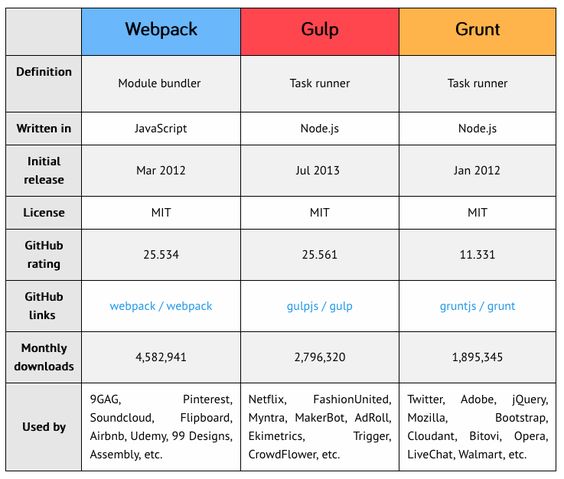 Webpack Gulp Grunt
Definition Module bundler Task runner Task runner
Written in JavaScript Node.js Node.js
Initial
release Mar 2012 Jul 2013 Jan 2012
License MIT MIT MIT
GitHub
rating 25.534 25.561 11.331
GitHub
links webpack / webpack gulpjs / gulp gruntjs / grunt
Monthly
downloads 4,582,941 2,796,320 1,895,345
Used by
9GAG, Pinterest,
Soundcloud, Flipboard,
Airbnb, Udemy, 99 Designs,
Assembly, etc.
Netflix, FashionUnited,
Myntra, MakerBot, AdRoll,
Ekimetrics, Trigger,
CrowdFlower, etc.
Twitter, Adobe, jQuery,
Mozilla, Bootstrap,
Cloudant, Bitovi, Opera,
LiveChat, Walmart, etc.